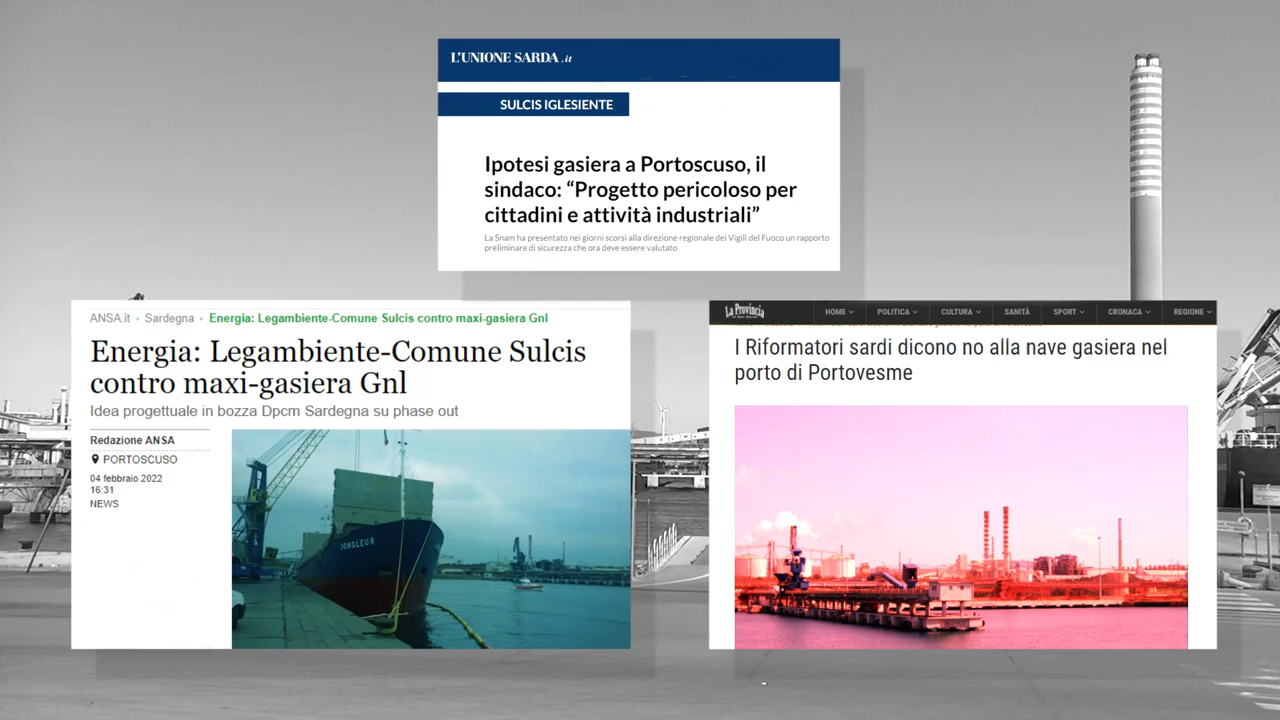 L'UNIONE SARDA.it
SULCIS IGLESIENTE
Ipotesi gasiera a Portoscuso, il
sindaco: “Progetto pericoloso per
cittadini e attività industriali”
La Snam ha presentato nei giorni scorsi alla direzione regionale dei Vigili del Fuoco un rapporto
preliminare di sicurezza che ora deve essere valutato
ANSA.it › Sardegna › Energia: Legambiente-Comune Sulcis contro maxi-gasiera Gnl
Energia: Legambiente-Comune Sulcis
contro maxi-gasiera Gnl
Idea progettuale in bozza Dpcm Sardegna su phase out
Redazione ANSA
PORTOSCUSO
04 febbraio 2022
16:31
NEWS
JONGLEUR
La Provincia
HOME POLITICA CULTURA SANITÀ SPORT CRONACA REGIONE
I Riformatori sardi dicono no alla nave gasiera nel
porto di Portovesme